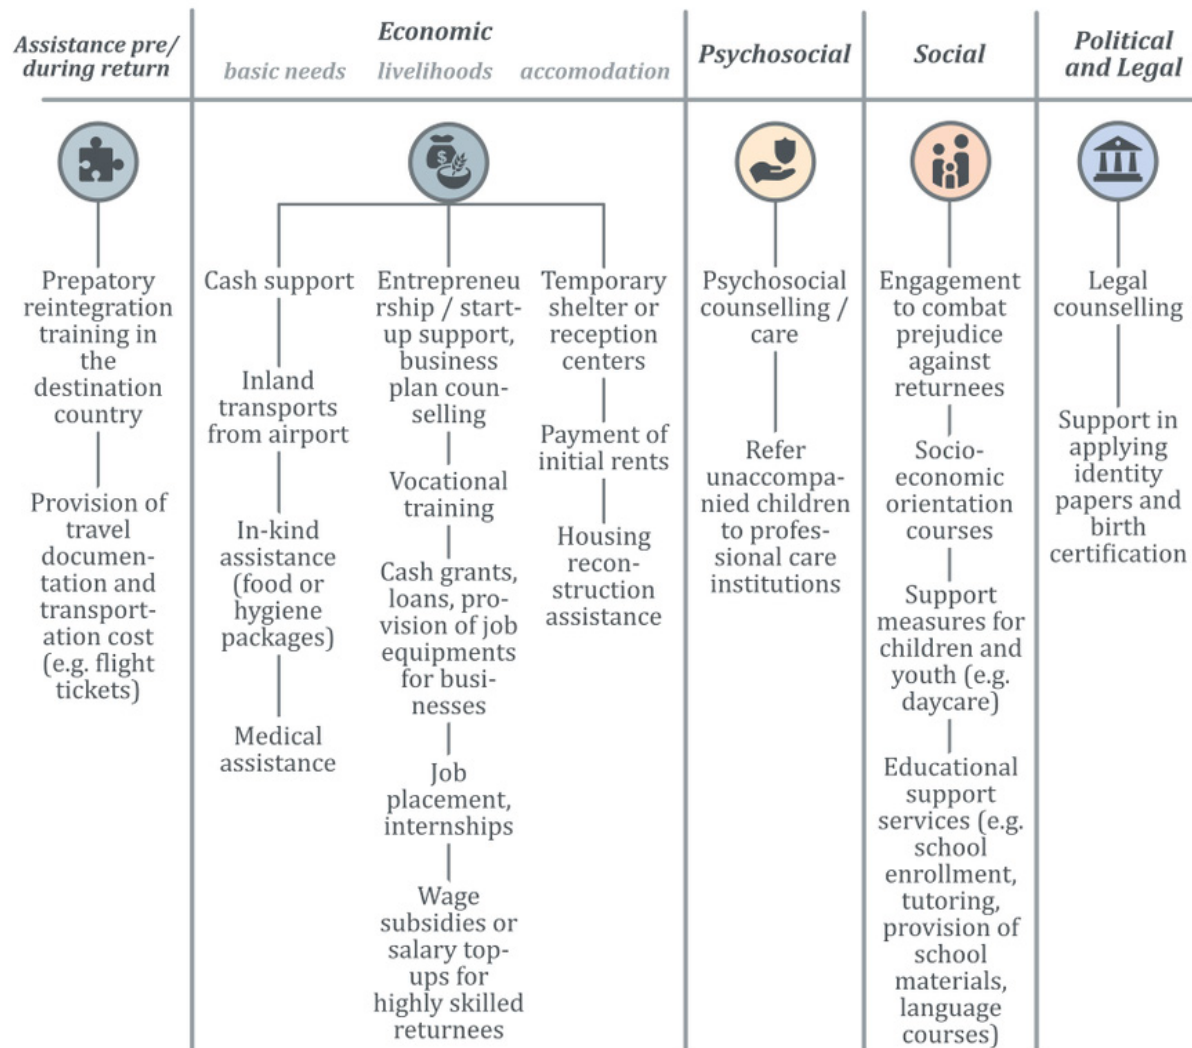 Assistance pre/
during return
Economic
basic needs
livelihoods
accomodation
Psychosocial
Social
Political
and Legal
$
Prepatory
reintegration
training in
the
destination
country
Provision of
travel
documen-
tation and
transport-
ation cost
(e.g. flight
tickets)
Cash support
Inland
transports
from airport
In-kind
assistance
(food or
hygiene
packages)
Medical
assistance
Entrepreneu
rship / start-
up support,
business
plan coun-
selling
Vocational
training
Cash grants,
loans, pro-
vision of job
equipments
for busi-
nesses
Job
placement,
internships
Wage
subsidies or
salary top-
ups for
highly skilled
returnees
Temporary
shelter or
reception
centers
Payment of
initial rents
Housing
recon-
struction
assistance
Psychosocial
counselling /
care
Refer
unaccompa-
nied children
to profes-
sional care
institutions
Engagement
to combat
prejudice
against
returnees
Socio-
economic
orientation
courses
Support
measures for
children and
youth (e.g.
daycare)
Educational
support
services (e.g.
school
enrollment,
tutoring,
provision of
school
materials,
language
courses)
Legal
counselling
Support in
applying
identity
papers and
birth
certification